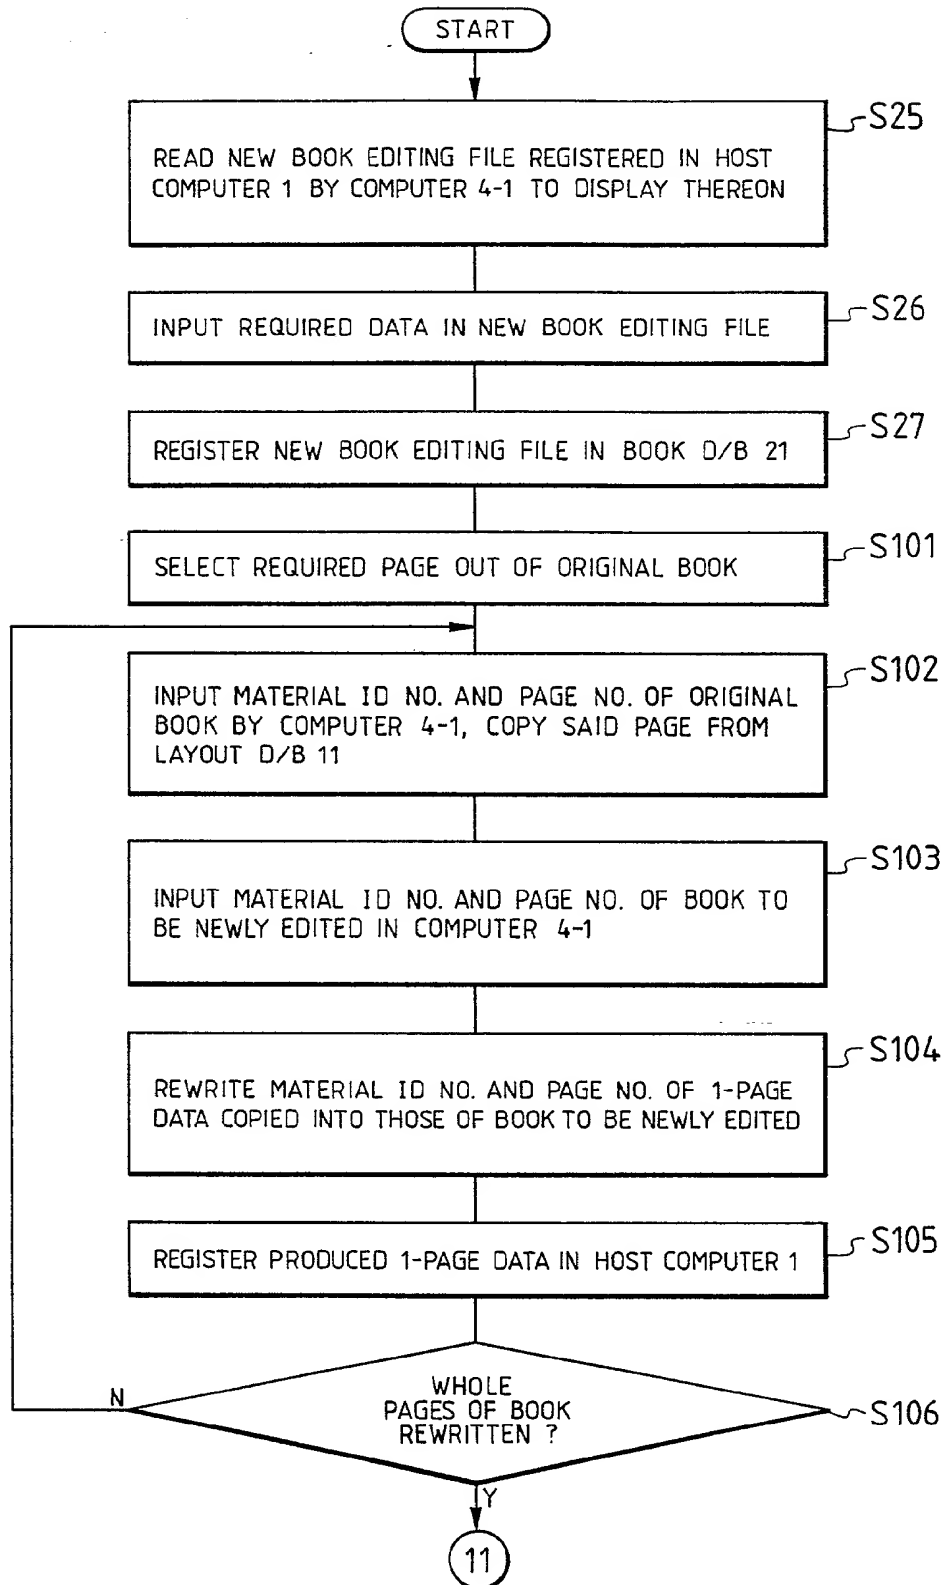 START
S25
READ NEW BOOK EDITING FILE REGISTERED IN HOST
COMPUTER 1 BY COMPUTER 4-1 TO DISPLAY THEREON
S26
INPUT REQUIRED DATA IN NEW BOOK EDITING FILE
S27
REGISTER NEW BOOK EDITING FILE IN BOOK D/B 21
S101
SELECT REQUIRED PAGE OUT OF ORIGINAL BOOK
S102
INPUT MATERIAL ID NO. AND PAGE NO. OF ORIGINAL
BOOK BY COMPUTER 4-1, COPY SAID PAGE FROM
LAYOUT D/B 11
S103
INPUT MATERIAL ID NO. AND PAGE NO. OF BOOK TO
BE NEWLY EDITED IN COMPUTER 4-1
S104
REWRITE MATERIAL ID NO. AND PAGE NO. OF 1-PAGE
DATA COPIED INTO THOSE OF BOOK TO BE NEWLY EDITED
S105
REGISTER PRODUCED 1-PAGE DATA IN HOST COMPUTER 1
N
WHOLE
PAGES OF BOOK
REWRITTEN ?
S106
Y
11